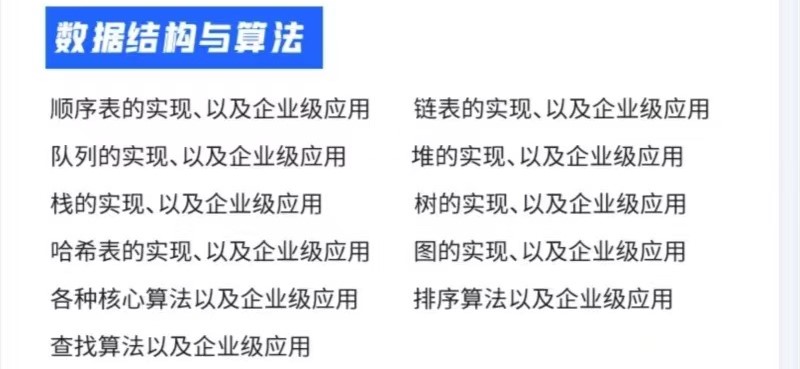 数据结构与算法
顺序表的实现、以及企业级应用
链表的实现、以及企业级应用
队列的实现、以及企业级应用
堆的实现、以及企业级应用
栈的实现、以及企业级应用
树的实现、以及企业级应用
哈希表的实现、以及企业级应用
图的实现、以及企业级应用
各种核心算法以及企业级应用
排序算法以及企业级应用
查找算法以及企业级应用